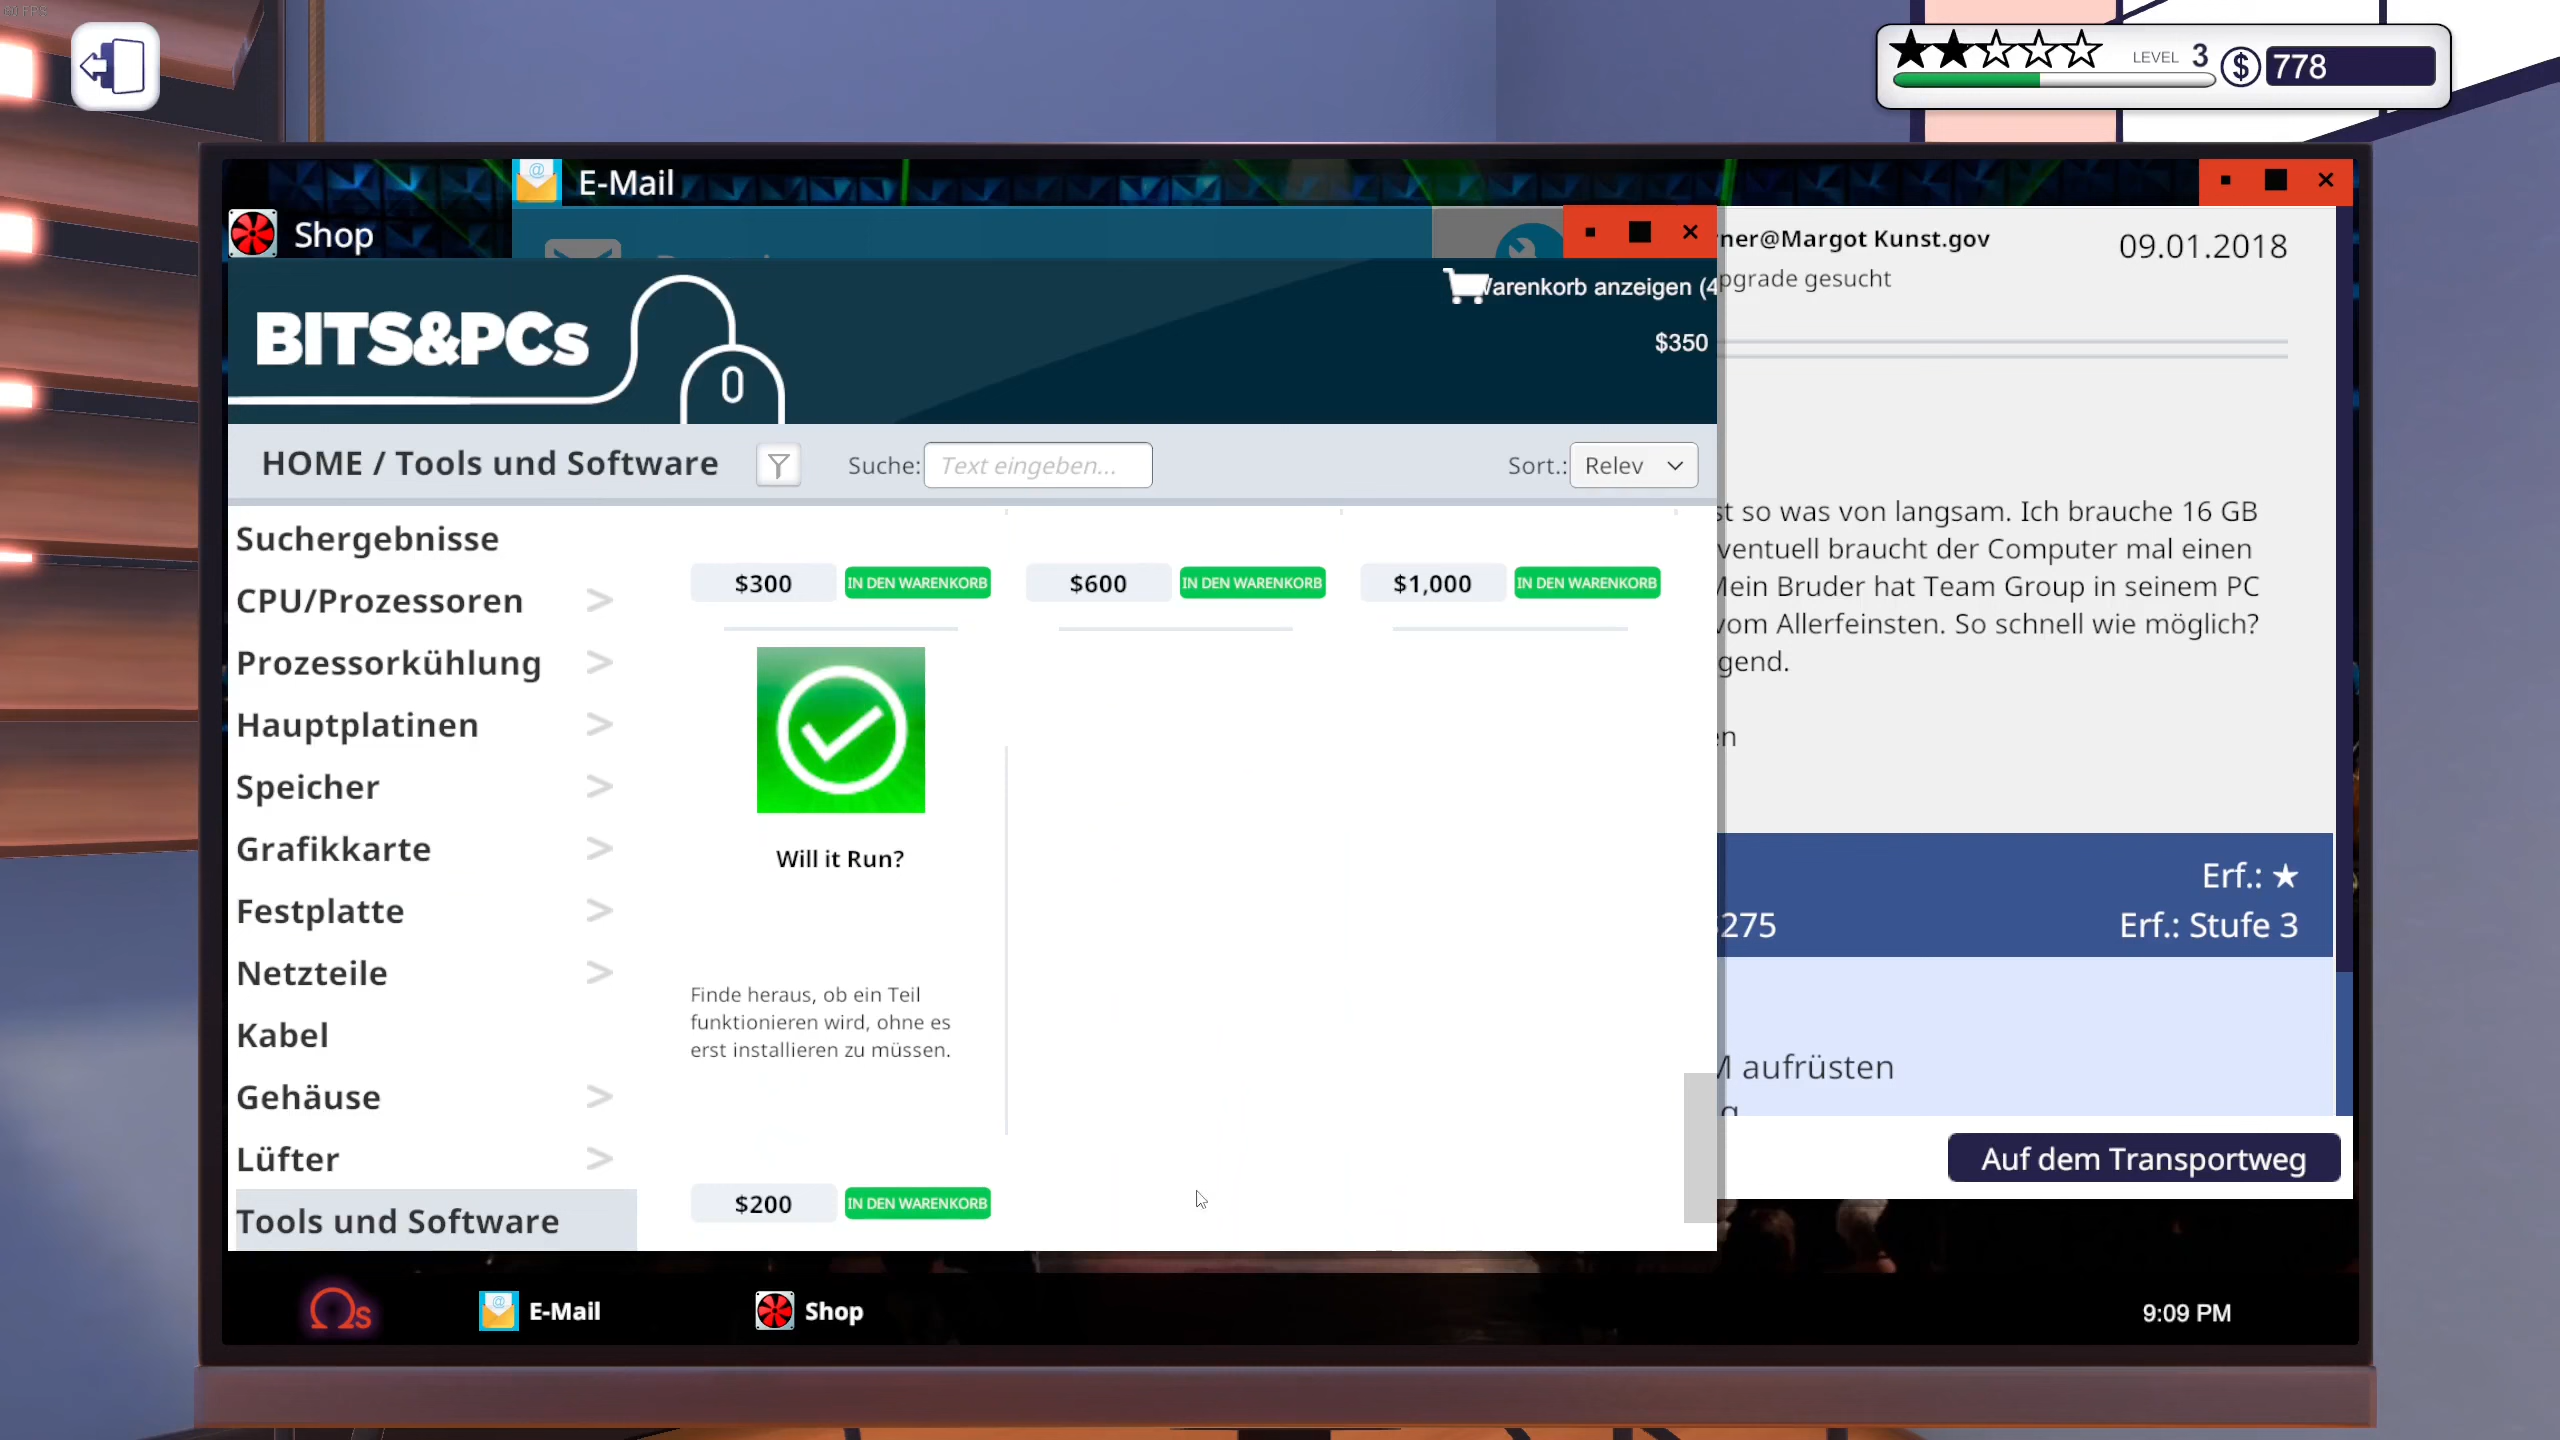 60 FPS
LEVEL 3
778
E-Mail
Shop
Warenkorb anzeigen (4
$350
BITS&PCs
HOME / Tools und Software
Suche:
Text eingeben...
Sort.:
Relev
Suchergebnisse
CPU/Prozessoren >
Prozessorkühlung >
Hauptplatinen >
Speicher >
Grafikkarte >
Festplatte >
Netzteile >
Kabel
Gehäuse >
Lüfter >
Tools und Software
$300
IN DEN WARENKORB
$600
IN DEN WARENKORB
$1,000
IN DEN WARENKORB
Will it Run?
Finde heraus, ob ein Teil
funktionieren wird, ohne es
erst installieren zu müssen.
$200
IN DEN WARENKORB
ner@Margot Kunst.gov
09.01.2018
pgrade gesucht
st so was von langsam. Ich brauche 16 GB
ventuell braucht der Computer mal einen
Mein Bruder hat Team Group in seinem PC
vom Allerfeinsten. So schnell wie möglich?
gend.
en
Erf.: ★
275
Erf.: Stufe 3
M aufrüsten
Auf dem Transportweg
Ωs
E-Mail
Shop
9:09 PM